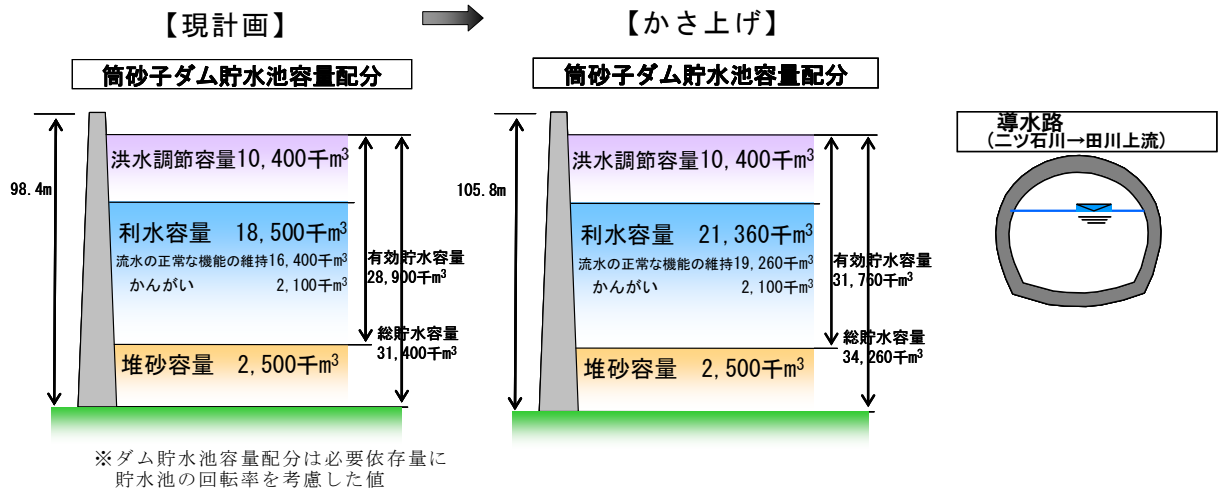 【現計画】
筒砂子ダム貯水池容量配分
98.4m
洪水調節容量10,400千m³
利水容量 18,500千m³
流水の正常な機能の維持16,400千m³
かんがい 2,100千m³
有効貯水容量
28,900千m³
総貯水容量
31,400千m³
堆砂容量 2,500千m³
※ダム貯水池容量配分は必要依存量に
貯水池の回転率を考慮した値
【かさ上げ】
筒砂子ダム貯水池容量配分
105.8m
洪水調節容量10,400千m³
利水容量 21,360千m³
流水の正常な機能の維持19,260千m³
かんがい 2,100千m³
有効貯水容量
31,760千m³
総貯水容量
34,260千m³
堆砂容量 2,500千m³
導水路
(二ツ石川→田川上流)